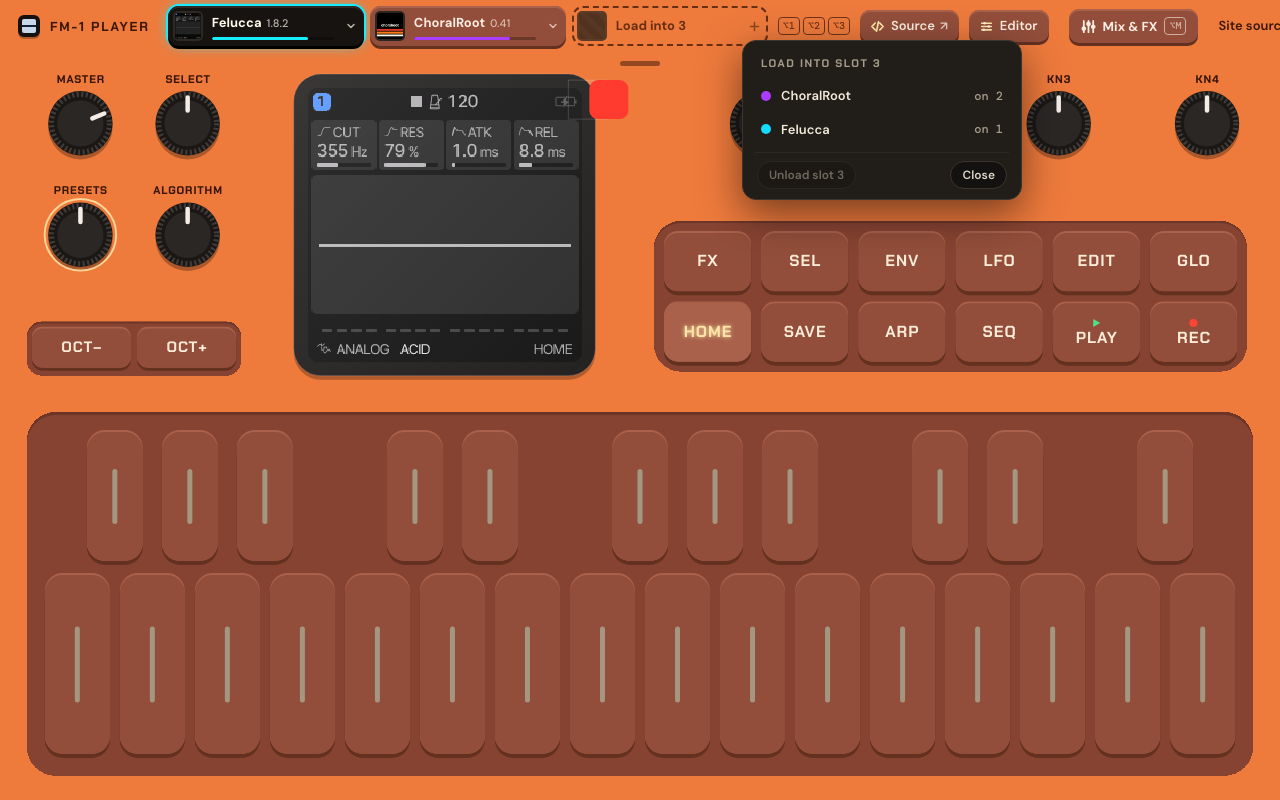 FM-1 PLAYER
Felucca 1.8.2
ChoralRoot 0.41
Load into 3 +
⌥1 ⌥2 ⌥3
Source
Editor
Mix & FX ⌥M
Site sourc
LOAD INTO SLOT 3
ChoralRoot on 2
Felucca on 1
Unload slot 3
Close
MASTER SELECT KN3 KN4
PRESETS ALGORITHM
1 120
CUT RES ATK REL
355 Hz 79 % 1.0 ms 8.8 ms
ANALOG ACID HOME
OCT– OCT+
FX SEL ENV LFO EDIT GLO
HOME SAVE ARP SEQ PLAY REC